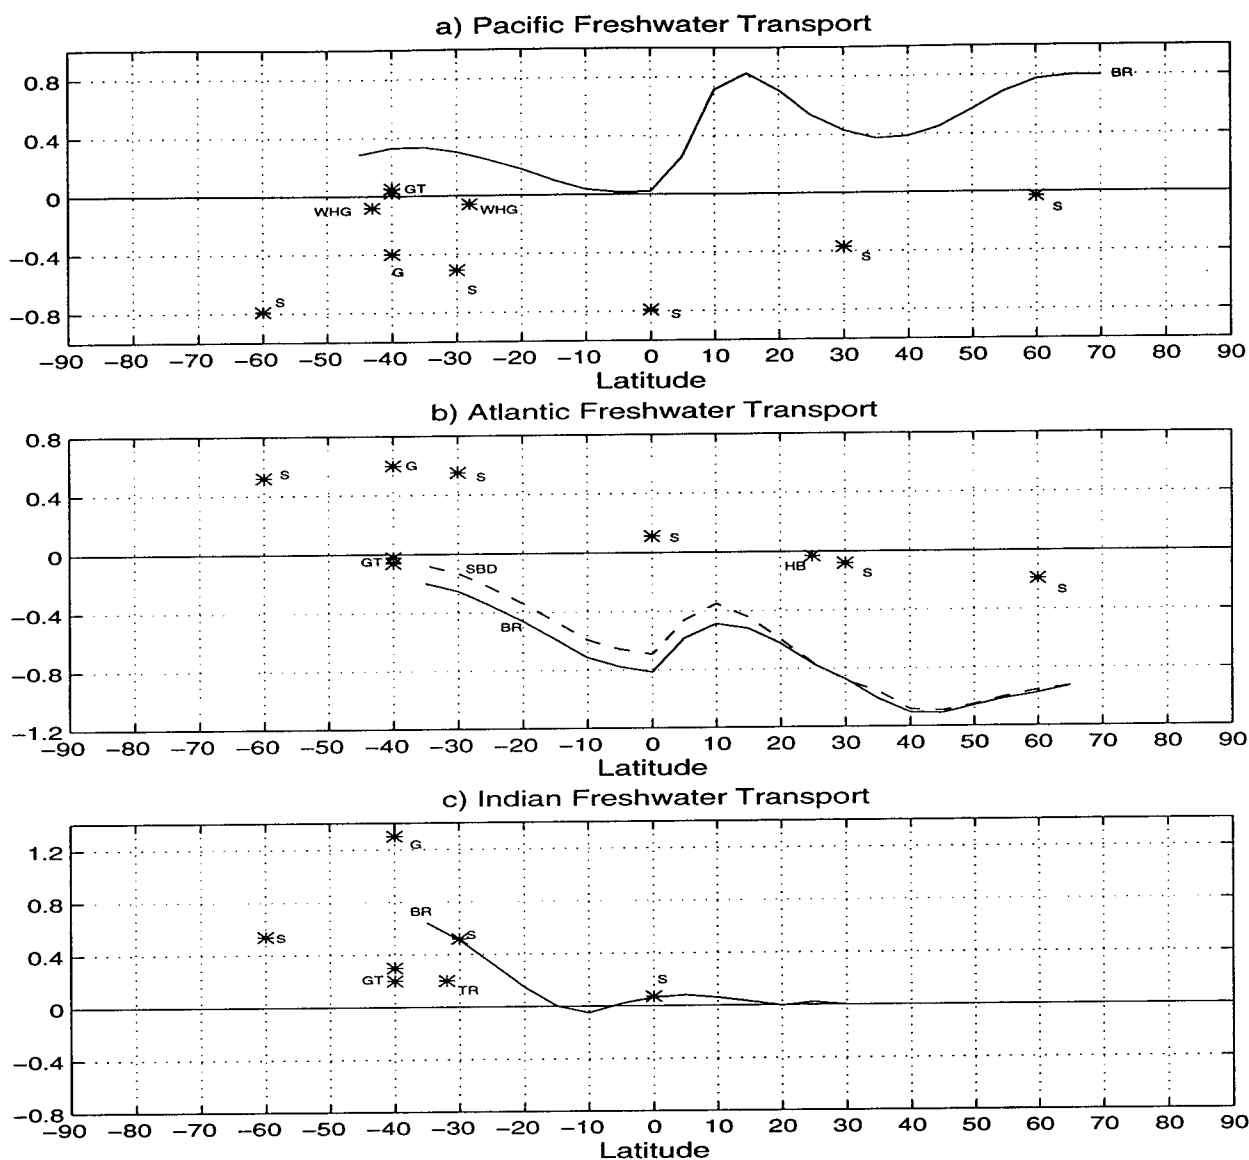 a) Pacific Freshwater Transport
0.8
BR
0.4
GT
0
WHG
WHG
S
−0.4
G
S
S
S
−0.8
S
−90 −80 −70 −60 −50 −40 −30 −20 −10 0 10 20 30 40 50 60 70 80 90
Latitude
b) Atlantic Freshwater Transport
0.8
S
G
S
0.4
S
0
GT
SBD
HB
S
S
−0.4
BR
−0.8
−1.2
−90 −80 −70 −60 −50 −40 −30 −20 −10 0 10 20 30 40 50 60 70 80 90
Latitude
c) Indian Freshwater Transport
1.2
G
0.8
BR
S
S
0.4
GT
TR
S
0
−0.4
−0.8
−90 −80 −70 −60 −50 −40 −30 −20 −10 0 10 20 30 40 50 60 70 80 90
Latitude